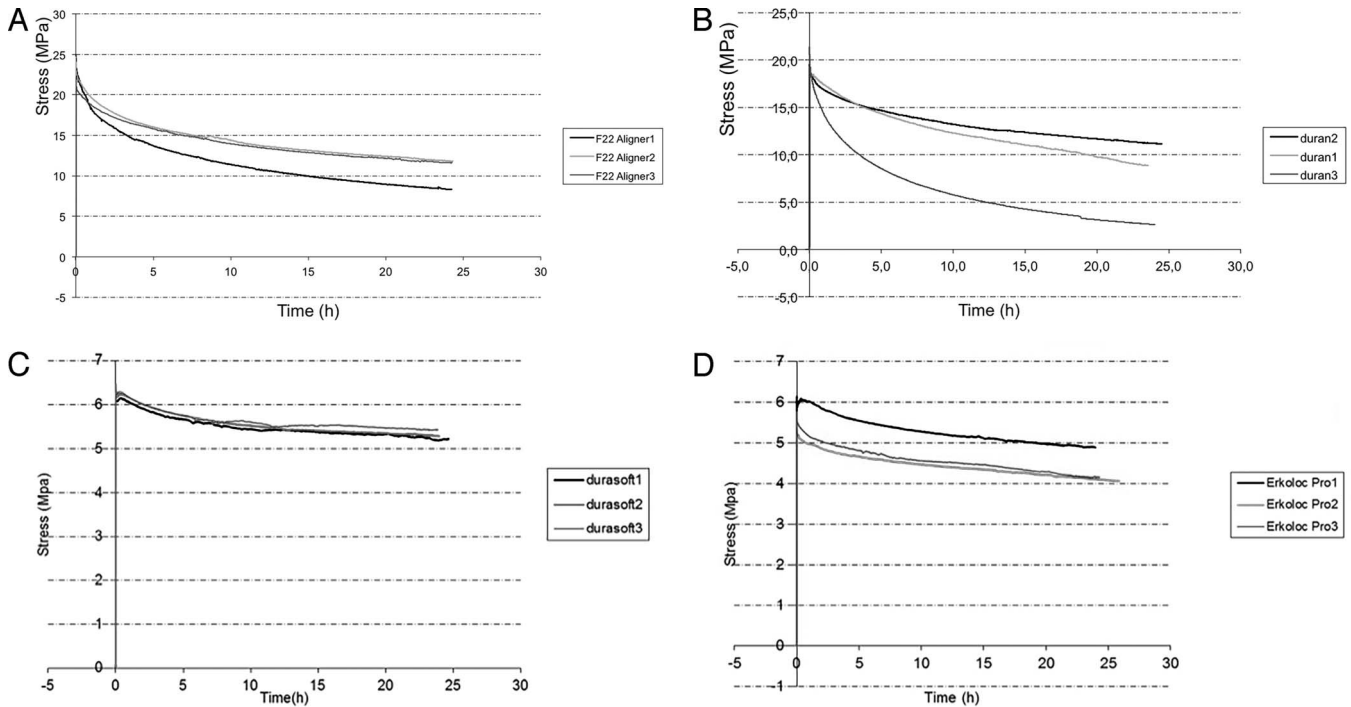 A
Stress (MPa)
30
25
20
15
10
5
0
-5
0 5 10 15 20 25 30
Time (h)
F22 Aligner1
F22 Aligner2
F22 Aligner3
B
Stress (MPa)
25,0
20,0
15,0
10,0
5,0
0,0
-5,0
-5,0 0,0 5,0 10,0 15,0 20,0 25,0 30,0
Time (h)
duran2
duran1
duran3
C
Stress (Mpa)
7
6
5
4
3
2
1
0
-5 0 5 10 15 20 25 30
Time(h)
durasoft1
durasoft2
durasoft3
D
Stress (Mpa)
7
6
5
4
3
2
1
0
-1
-5 0 5 10 15 20 25 30
Time (h)
Erkoloc Pro1
Erkoloc Pro2
Erkoloc Pro3